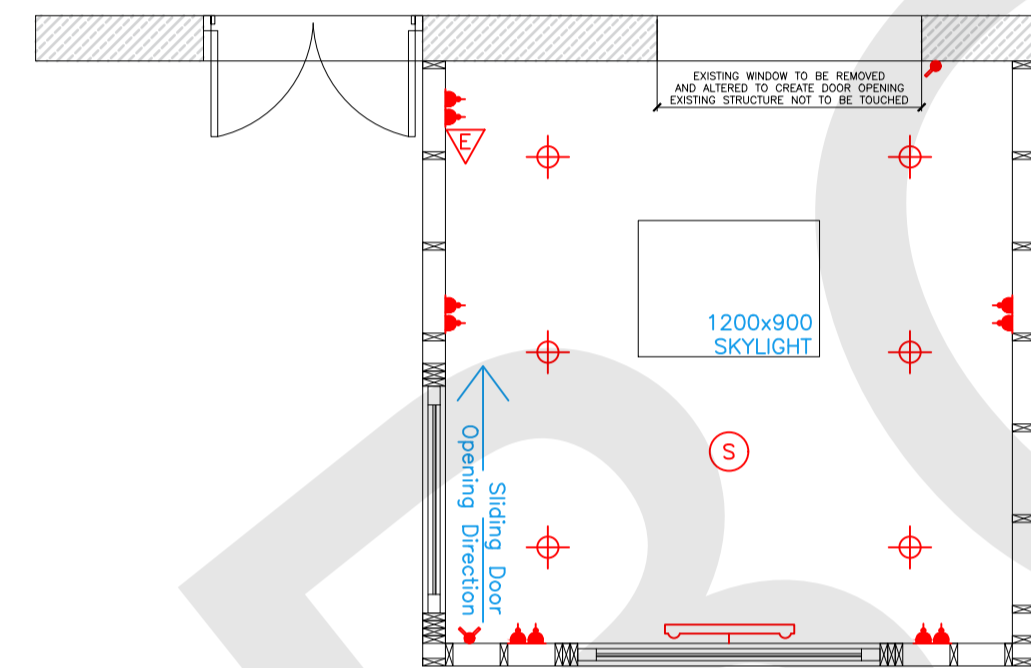 EXISTING WINDOW TO BE REMOVED
AND ALTERED TO CREATE DOOR OPENING
EXISTING STRUCTURE NOT TO BE TOUCHED
E
1200x900
SKYLIGHT
S
Sliding Door
Opening Direction